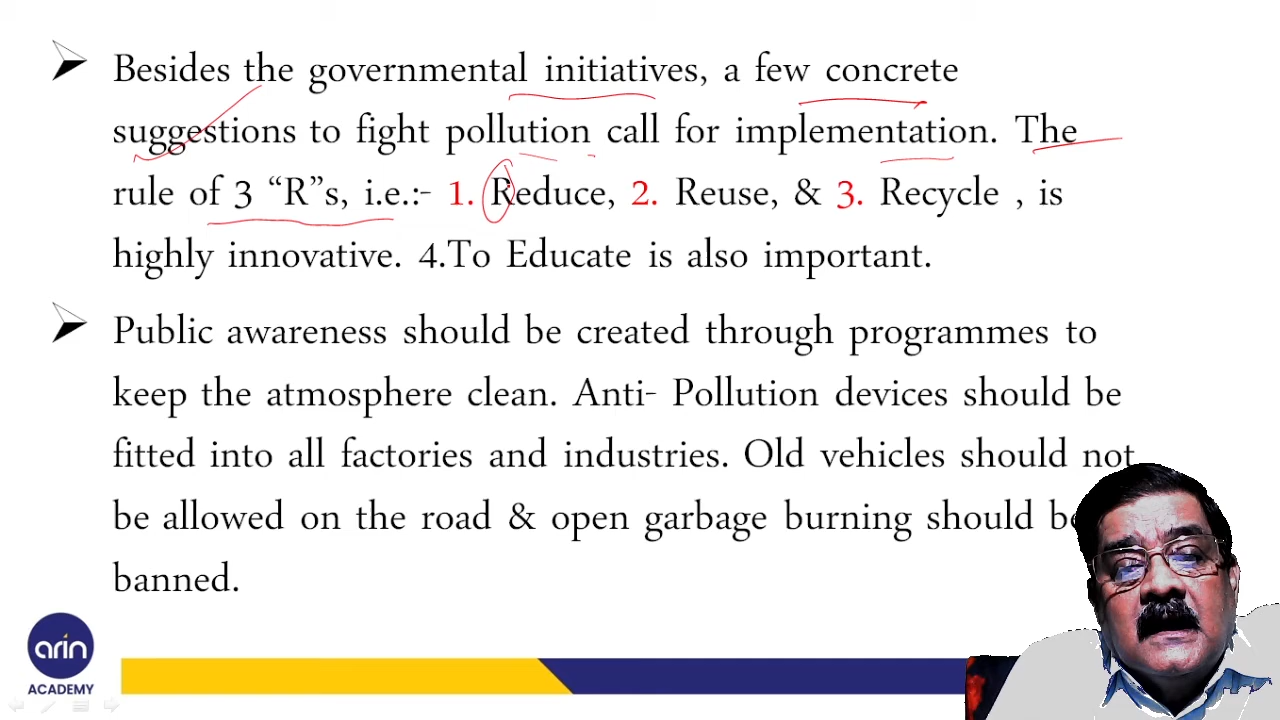 Besides the governmental initiatives, a few concrete
suggestions to fight pollution call for implementation. The
rule of 3 “R”s, i.e.:- 1. Reduce, 2. Reuse, & 3. Recycle , is
highly innovative. 4.To Educate is also important.
Public awareness should be created through programmes to
keep the atmosphere clean. Anti- Pollution devices should be
fitted into all factories and industries. Old vehicles should not
be allowed on the road & open garbage burning should be
banned.
arin
ACADEMY